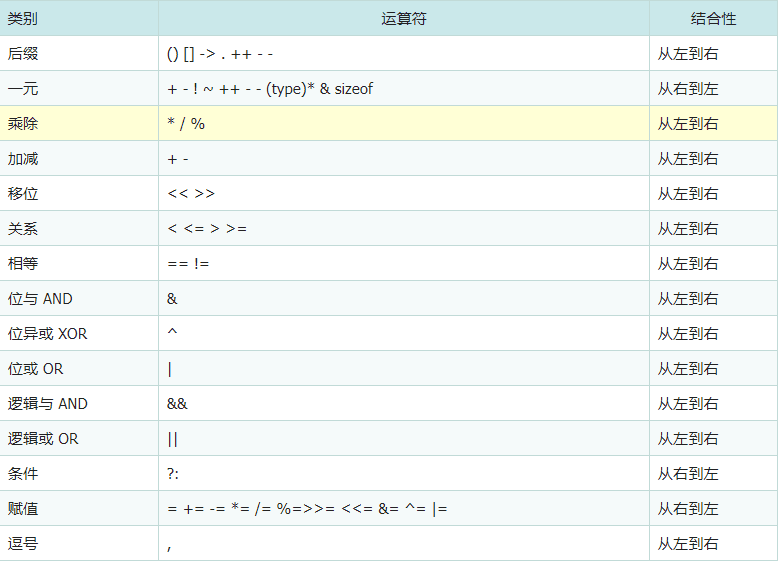 类别 运算符 结合性
后缀 () [] -> . ++ - - 从左到右
一元 + - ! ~ ++ - - (type)* & sizeof 从右到左
乘除 * / % 从左到右
加减 + - 从左到右
移位 << >> 从左到右
关系 < <= > >= 从左到右
相等 == != 从左到右
位与 AND & 从左到右
位异或 XOR ^ 从左到右
位或 OR | 从左到右
逻辑与 AND && 从左到右
逻辑或 OR || 从左到右
条件 ?: 从右到左
赋值 = += -= *= /= %=>>= <<= &= ^= |= 从右到左
逗号 , 从左到右